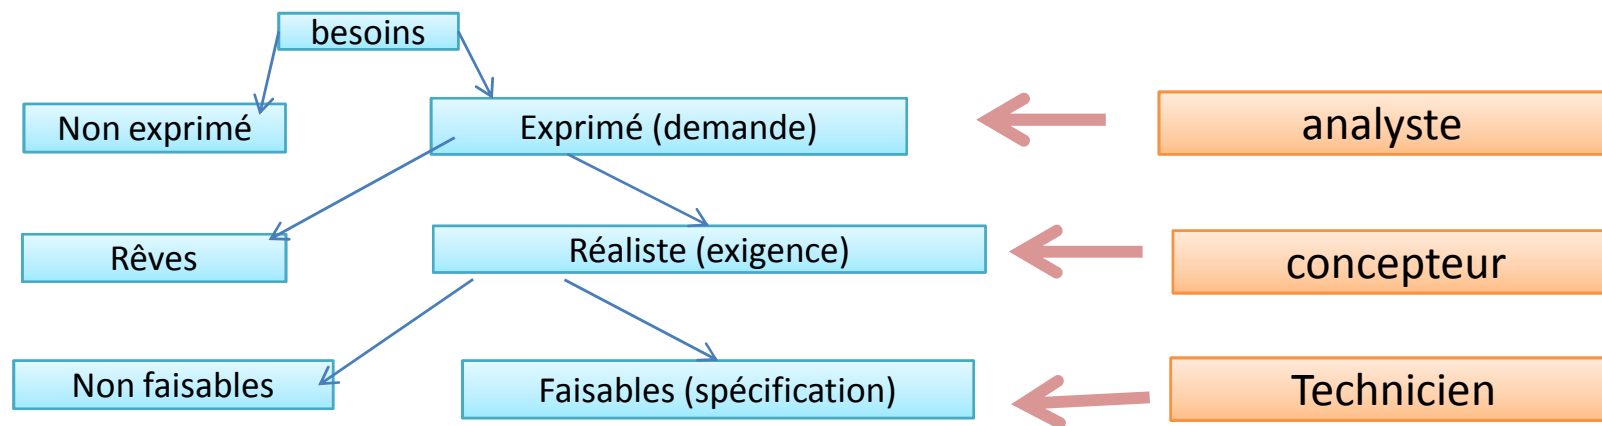 besoins
Non exprimé
Exprimé (demande)
analyste
Rêves
Réaliste (exigence)
concepteur
Non faisables
Faisables (spécification)
Technicien